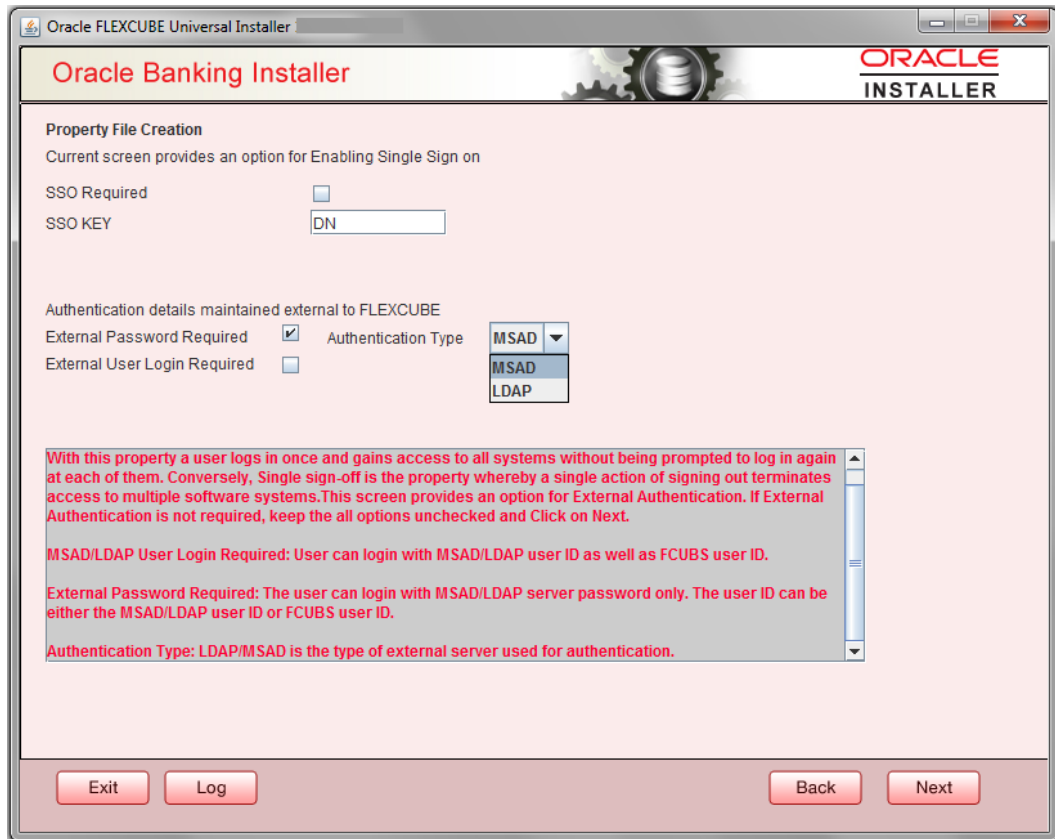 Oracle FLEXCUBE Universal Installer
Oracle Banking Installer
ORACLE
INSTALLER
Property File Creation
Current screen provides an option for Enabling Single Sign on
SSO Required
SSO KEY DN
Authentication details maintained external to FLEXCUBE
External Password Required Authentication Type MSAD
External User Login Required
MSAD
LDAP
With this property a user logs in once and gains access to all systems without being prompted to log in again
at each of them. Conversely, Single sign-off is the property whereby a single action of signing out terminates
access to multiple software systems.This screen provides an option for External Authentication. If External
Authentication is not required, keep the all options unchecked and Click on Next.
MSAD/LDAP User Login Required: User can login with MSAD/LDAP user ID as well as FCUBS user ID.
External Password Required: The user can login with MSAD/LDAP server password only. The user ID can be
either the MSAD/LDAP user ID or FCUBS user ID.
Authentication Type: LDAP/MSAD is the type of external server used for authentication.
Exit Log Back Next